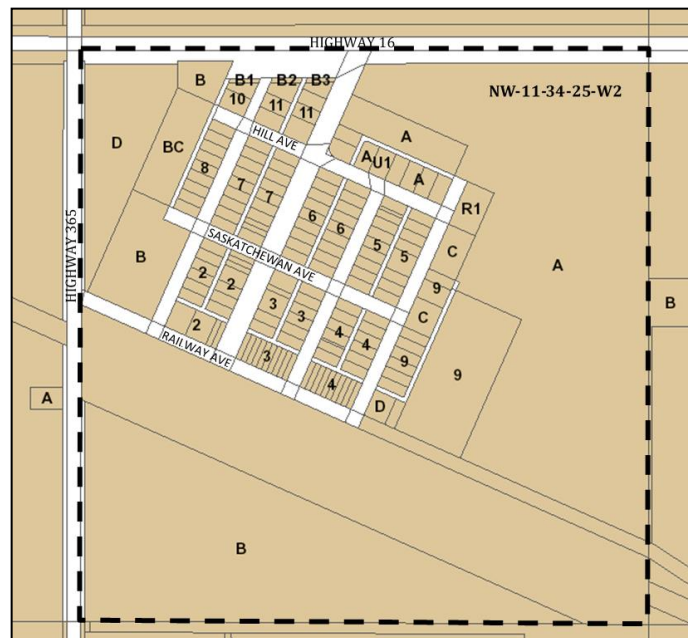 HIGHWAY 16
NW-11-34-25-W2
B
B1
B2
B3
10
11
11
A
D
BC
HILL AVE
A
U1
A
8
7
7
R1
6
6
5
5
C
A
B
SASKATCHEWAN AVE
HIGHWAY 365
2
2
9
B
3
3
C
2
4
4
RAILWAY AVE
3
9
9
4
A
D
B